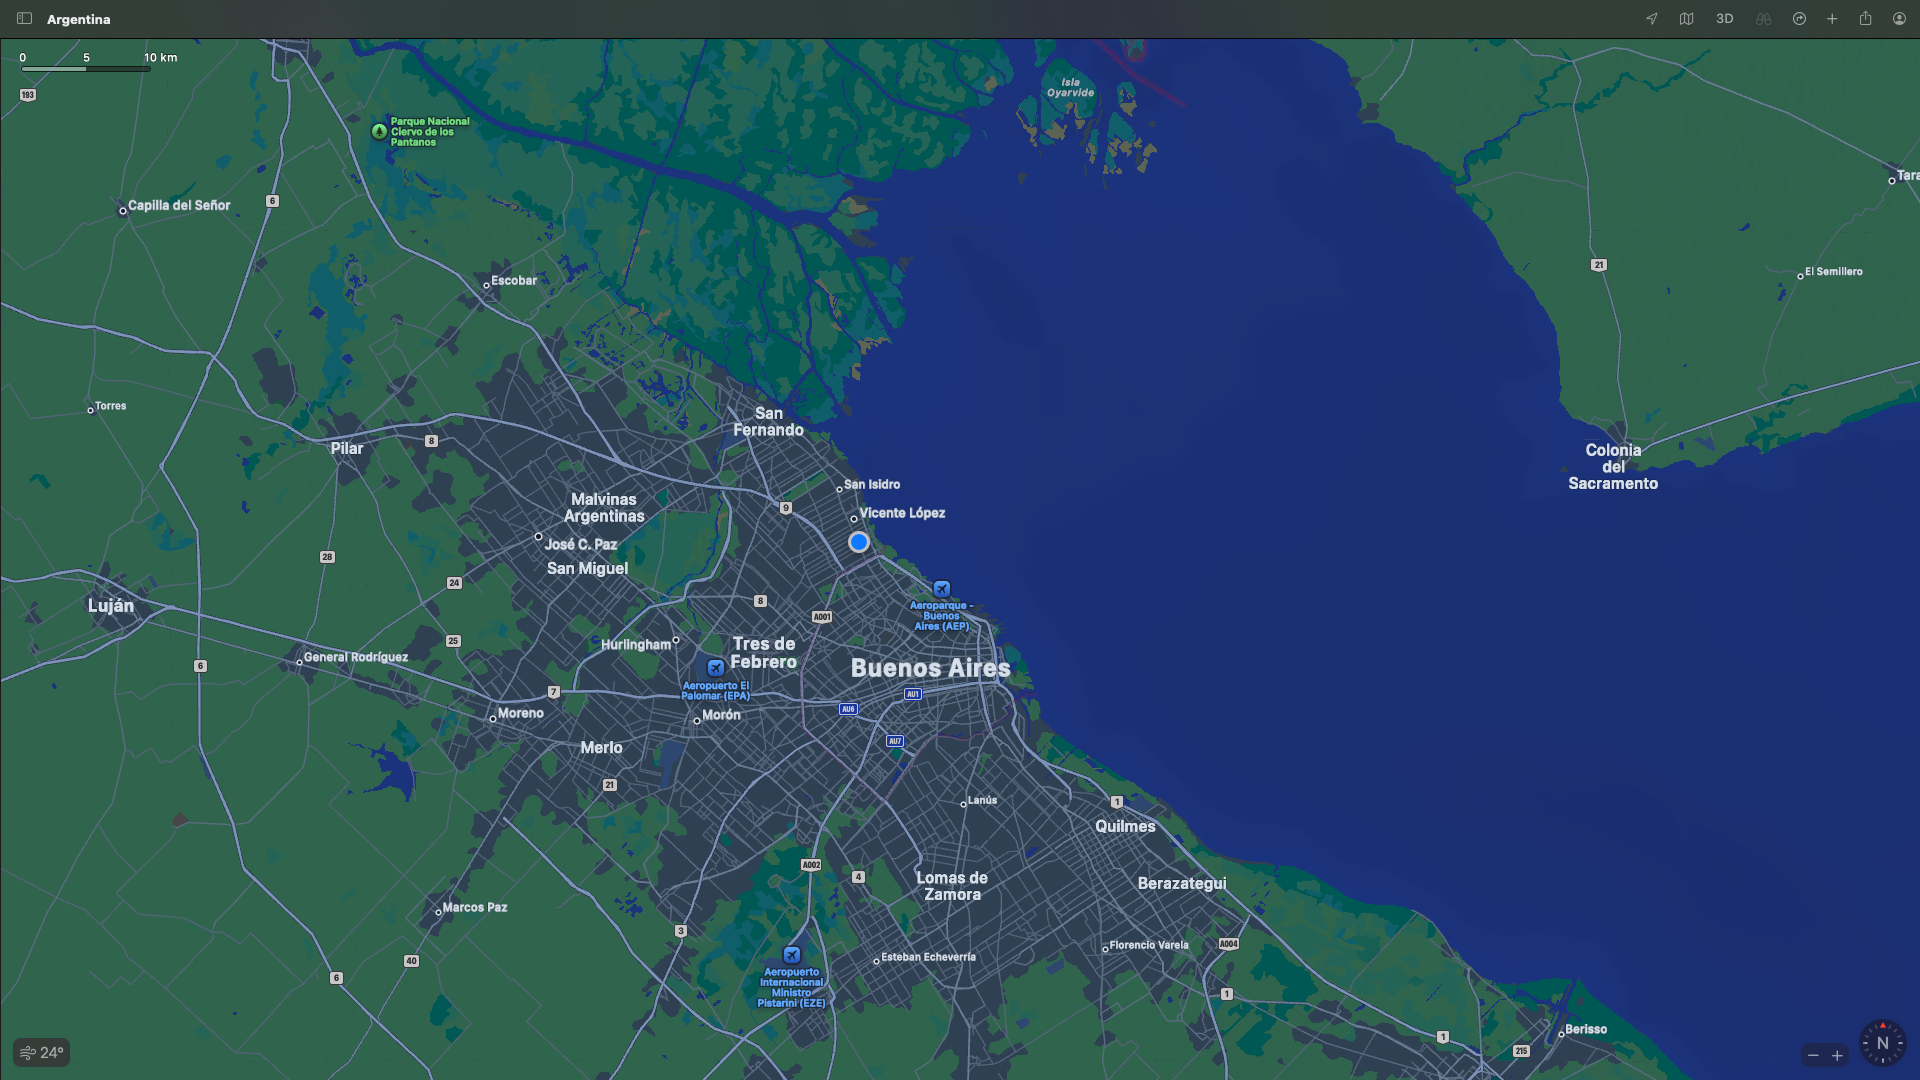 Argentina
3D
0 5 10 km
193
Isla
Oyarvide
Parque Nacional
Ciervo de los
Pantanos
6
Capilla del Señor
21
El Semillero
Escobar
Torres
San
Fernando
8
Pilar
Colonia
del
Sacramento
San Isidro
Malvinas
Argentinas
9
Vicente López
José C. Paz
28
San Miguel
24
Aeroparque -
Buenos
Aires (AEP)
8
A001
Luján
25
Hurlingham
Tres de
Febrero
General Rodríguez
6
Buenos Aires
Aeropuerto El
Palomar (EPA)
7
AU1
AU6
Moreno
Morón
AU7
Merlo
21
Lanús
1
Quilmes
A002
4
Lomas de
Zamora
Berazategui
Marcos Paz
3
Florencio Varela
A004
Esteban Echeverría
40
6
Aeropuerto
Internacional
Ministro
Pistarini (EZE)
1
Berisso
1
215
24°
N